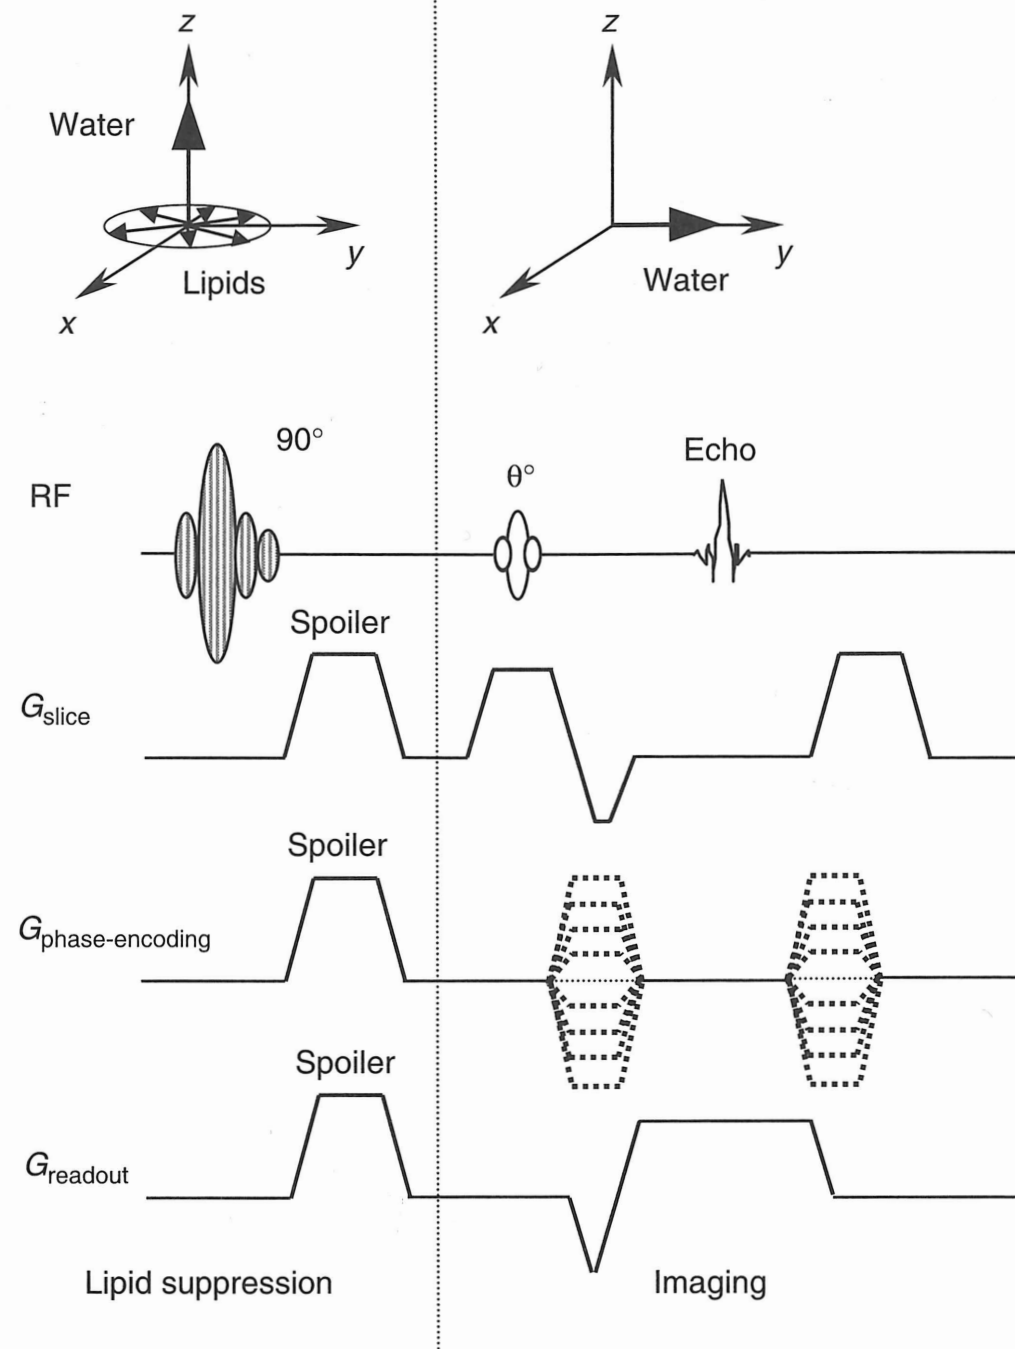 z
z
Water
y
y
Lipids
Water
x
x
90°
Echo
θ°
RF
Spoiler
Gslice
Spoiler
Gphase-encoding
Spoiler
Greadout
Lipid suppression
Imaging